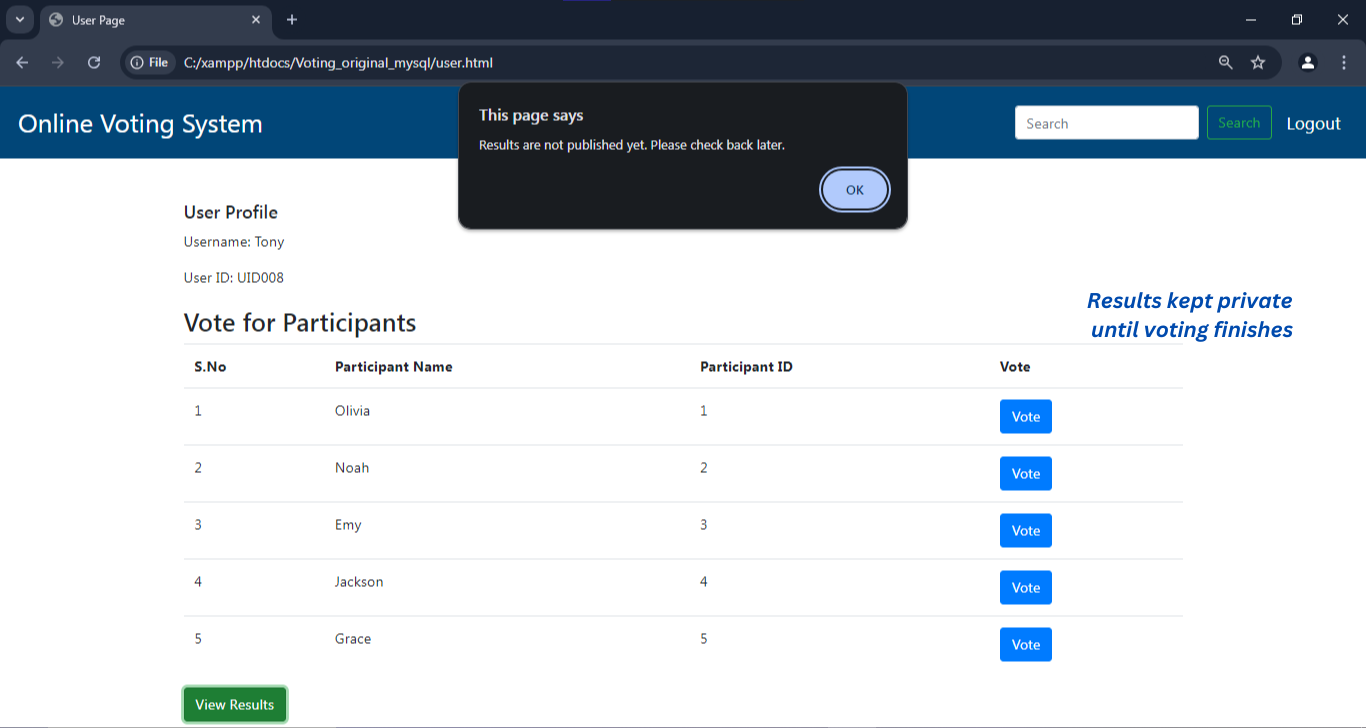 User Page
File C:/xampp/htdocs/Voting_original_mysql/user.html
Online Voting System
Search Search Logout
This page says
Results are not published yet. Please check back later.
OK
User Profile
Username: Tony
User ID: UID008
Results kept private
until voting finishes
Vote for Participants
S.No Participant Name Participant ID Vote
1 Olivia 1 Vote
2 Noah 2 Vote
3 Emy 3 Vote
4 Jackson 4 Vote
5 Grace 5 Vote
View Results